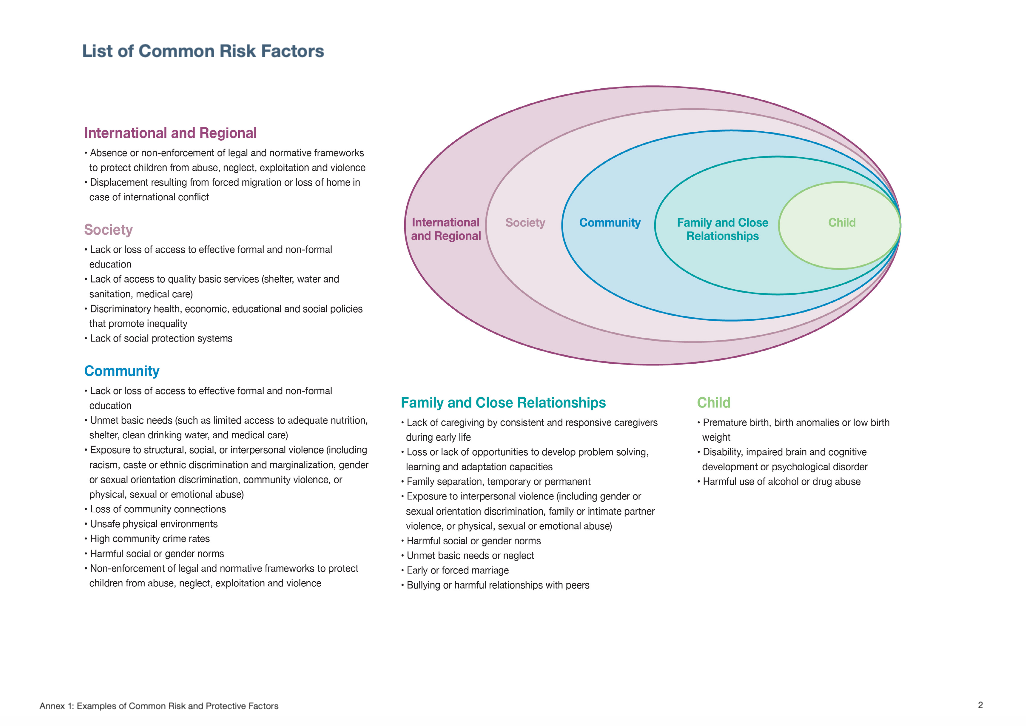 List of Common Risk Factors
International and Regional
• Absence or non-enforcement of legal and normative frameworks
to protect children from abuse, neglect, exploitation and violence
• Displacement resulting from forced migration or loss of home in
case of international conflict
Society
• Lack or loss of access to effective formal and non-formal
education
• Lack of access to quality basic services (shelter, water and
sanitation, medical care)
• Discriminatory health, economic, educational and social policies
that promote inequality
• Lack of social protection systems
Community
• Lack or loss of access to effective formal and non-formal
education
• Unmet basic needs (such as limited access to adequate nutrition,
shelter, clean drinking water, and medical care)
• Exposure to structural, social, or interpersonal violence (including
racism, caste or ethnic discrimination and marginalization, gender
or sexual orientation discrimination, community violence, or
physical, sexual or emotional abuse)
• Loss of community connections
• Unsafe physical environments
• High community crime rates
• Harmful social or gender norms
• Non-enforcement of legal and normative frameworks to protect
children from abuse, neglect, exploitation and violence
International
and Regional
Society
Community
Family and Close
Relationships
Child
Family and Close Relationships
• Lack of caregiving by consistent and responsive caregivers
during early life
• Loss or lack of opportunities to develop problem solving,
learning and adaptation capacities
• Family separation, temporary or permanent
• Exposure to interpersonal violence (including gender or
sexual orientation discrimination, family or intimate partner
violence, or physical, sexual or emotional abuse)
• Harmful social or gender norms
• Unmet basic needs or neglect
• Early or forced marriage
• Bullying or harmful relationships with peers
Child
• Premature birth, birth anomalies or low birth
weight
• Disability, impaired brain and cognitive
development or psychological disorder
• Harmful use of alcohol or drug abuse
Annex 1: Examples of Common Risk and Protective Factors
2